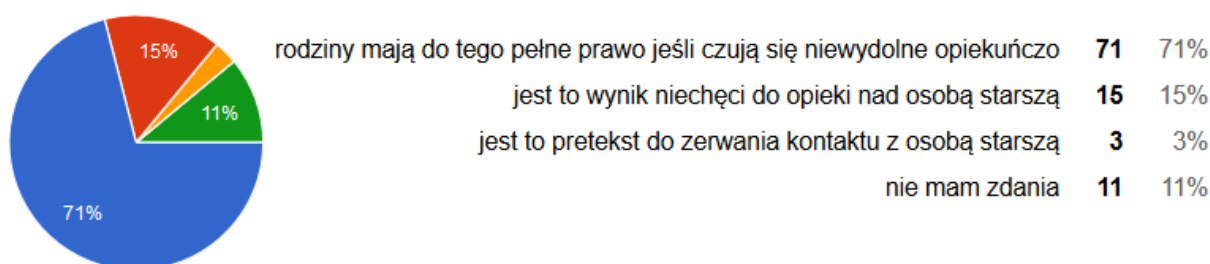 15%
11%
71%
rodziny mają do tego pełne prawo jeśli czują się niewydolne opiekuńczo 71 71%
jest to wynik niechęci do opieki nad osobą starszą 15 15%
jest to pretekst do zerwania kontaktu z osobą starszą 3 3%
nie mam zdania 11 11%